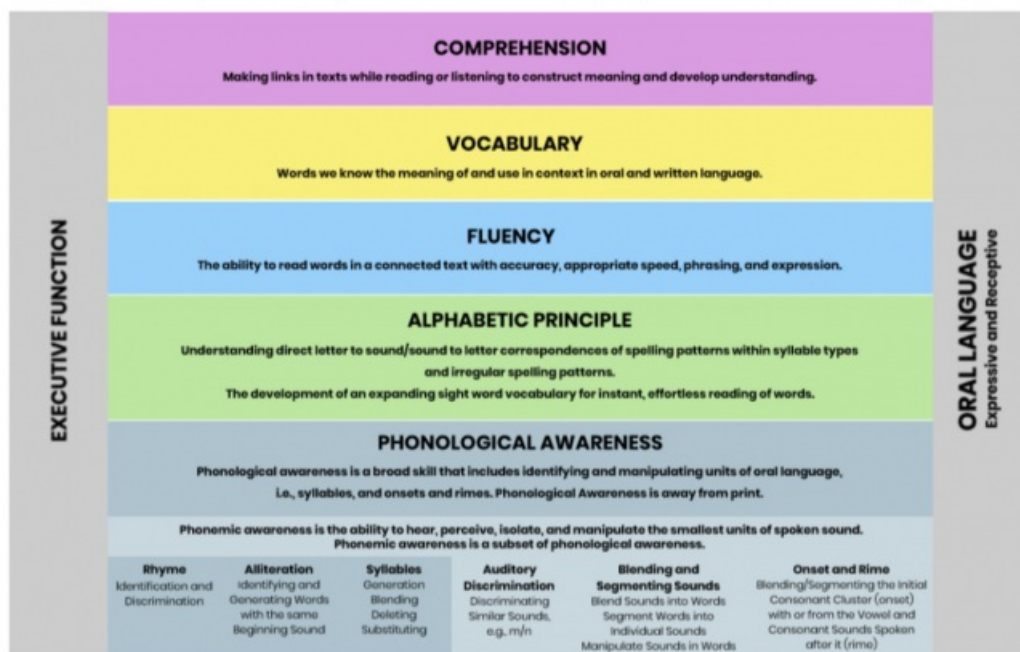 COMPREHENSION
Making links in texts while reading or listening to construct meaning and develop understanding.
VOCABULARY
Words we know the meaning of and use in context in oral and written language.
FLUENCY
The ability to read words in a connected text with accuracy, appropriate speed, phrasing, and expression.
ALPHABETIC PRINCIPLE
Understanding direct letter to sound/sound to letter correspondences of spelling patterns within syllable types
and irregular spelling patterns.
The development of an expanding sight word vocabulary for instant, effortless reading of words.
PHONOLOGICAL AWARENESS
Phonological awareness is a broad skill that includes identifying and manipulating units of oral language,
i.e., syllables, and onsets and rimes. Phonological Awareness is away from print.
Phonemic awareness is the ability to hear, perceive, isolate, and manipulate the smallest units of spoken sound.
Phonemic awareness is a subset of phonological awareness.
Rhyme
Identification and
Discrimination
Alliteration
Identifying and
Generating Words
with the same
Beginning Sound
Syllables
Generation
Blending
Deleting
Substituting
Auditory
Discrimination
Discriminating
Similar Sounds,
e.g., m/n
Blending and
Segmenting Sounds
Blend Sounds into Words
Segment Words into
Individual Sounds
Manipulate Sounds in Words
Onset and Rime
Blending/Segmenting the Initial
Consonant Cluster (onset)
with or from the Vowel and
Consonant Sounds Spoken
after it (rime)
EXECUTIVE FUNCTION
ORAL LANGUAGE
Expressive and Receptive